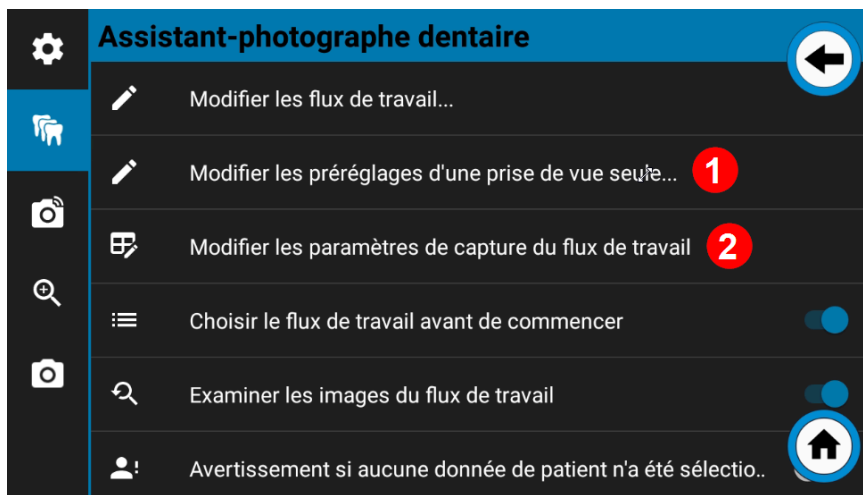 Assistant-photographe dentaire
Modifier les flux de travail...
Modifier les préréglages d'une prise de vue seule... 1
Modifier les paramètres de capture du flux de travail 2
Choisir le flux de travail avant de commencer
Examiner les images du flux de travail
Avertissement si aucune donnée de patient n'a été sélectio..